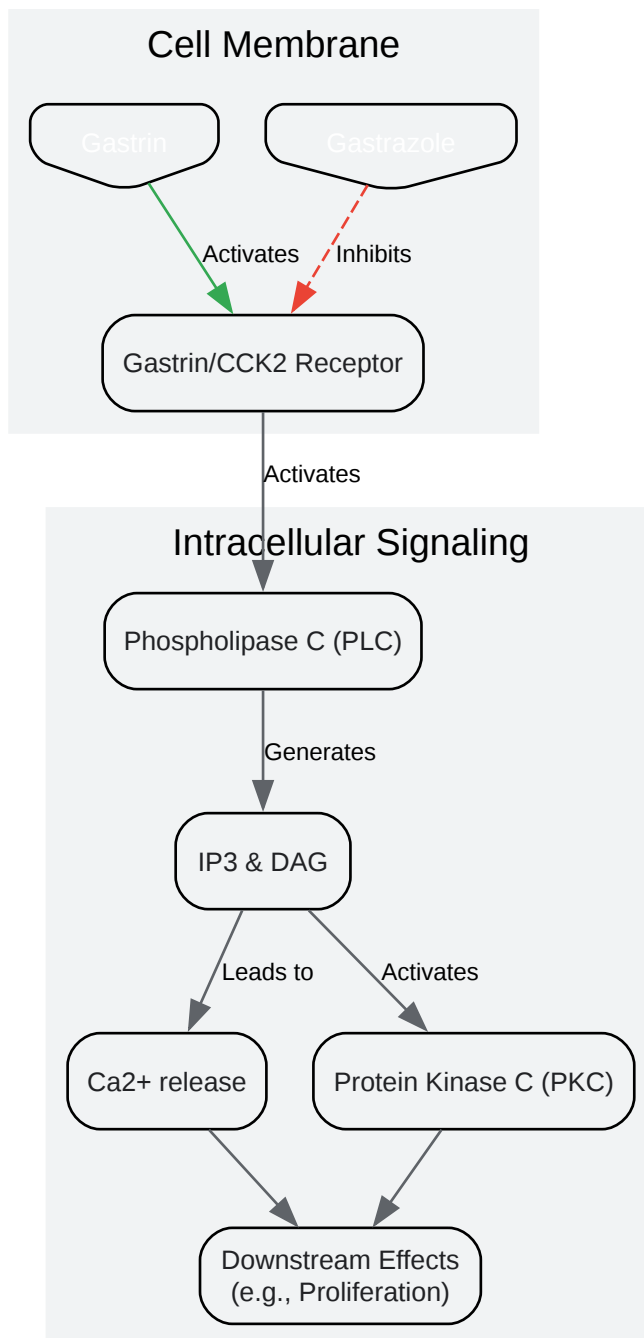 Cell Membrane
Gastrin
Gastrazole
Activates
Inhibits
Gastrin/CCK2 Receptor
Activates
Intracellular Signaling
Phospholipase C (PLC)
Generates
IP3 & DAG
Leads to
Activates
Ca2+ release
Protein Kinase C (PKC)
Downstream Effects
(e.g., Proliferation)